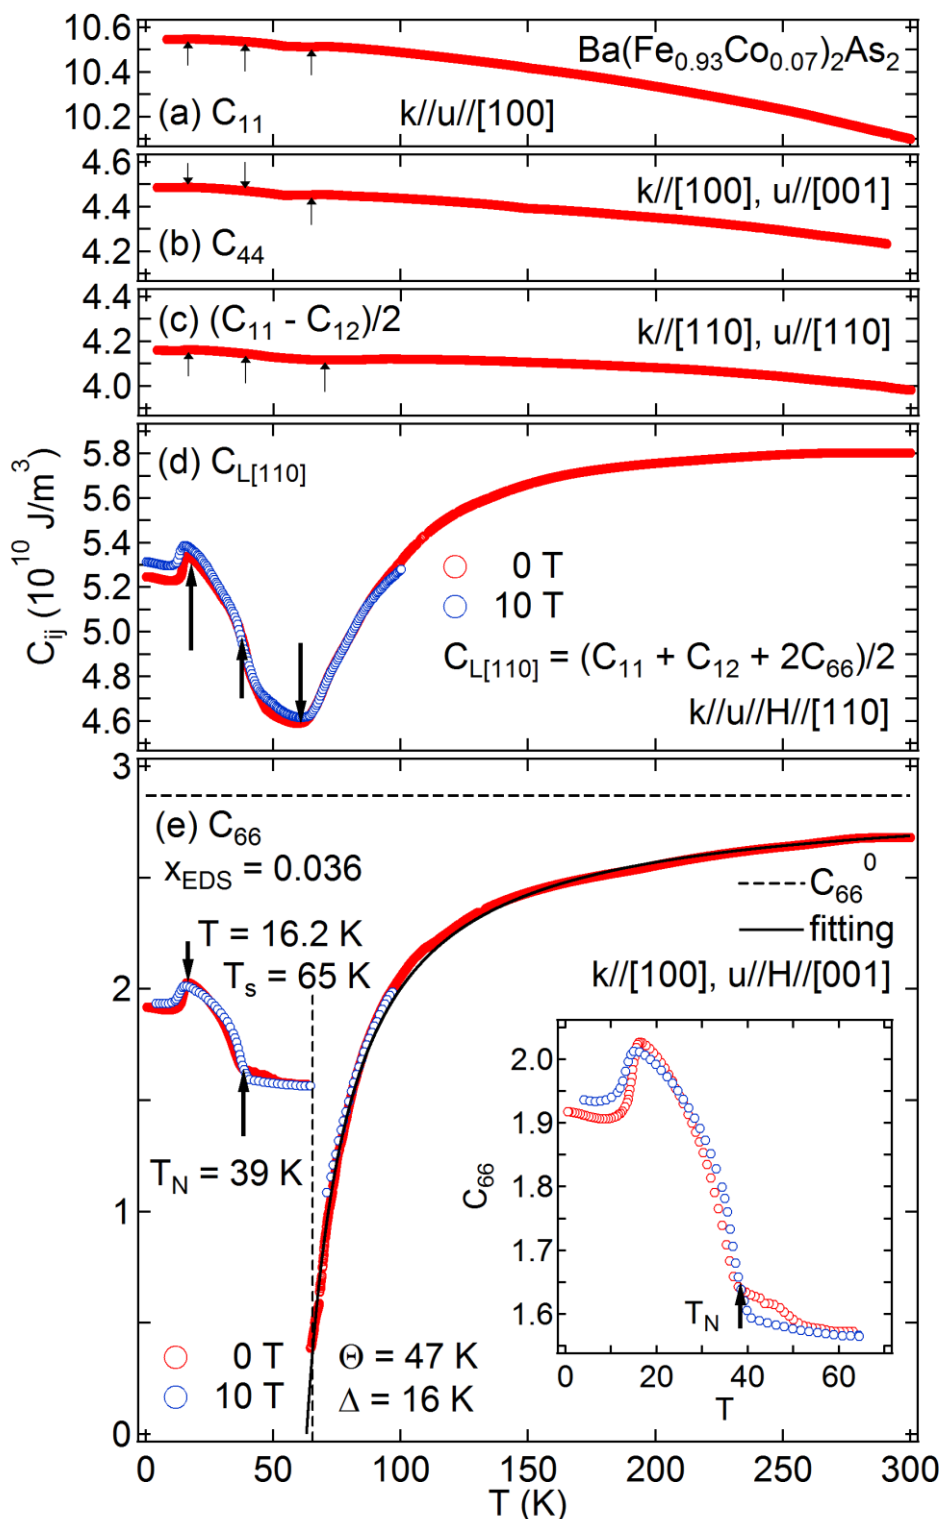 10.6
10.4
10.2
Ba(Fe0.93Co0.07)2As2
(a) C11
k//u//[100]
4.6
4.4
4.2
k//[100], u//[001]
(b) C44
4.4
4.2
4.0
(c) (C11 - C12)/2
k//[110], u//[110]
Cij (10^10 J/m^3)
5.8
5.4
5.2
5.0
4.8
4.6
(d) CL[110]
0 T
10 T
CL[110] = (C11 + C12 + 2C66)/2
k//u//H//[110]
3
2
1
0
(e) C66
xEDS = 0.036
C66^0
fitting
T = 16.2 K
Ts = 65 K
k//[100], u//H//[001]
TN = 39 K
0 T
10 T
Θ = 47 K
Δ = 16 K
C66
2.0
1.9
1.8
1.7
1.6
TN
0 20 40 60
T
0 50 100 150 200 250 300
T (K)